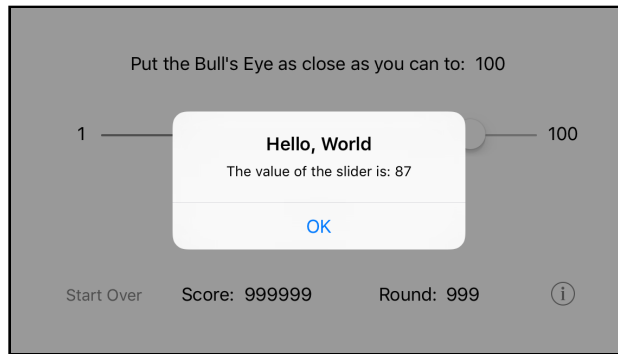 Put the Bull's Eye as close as you can to: 100
1 100
Hello, World
The value of the slider is: 87
OK
Start Over Score: 999999 Round: 999 i